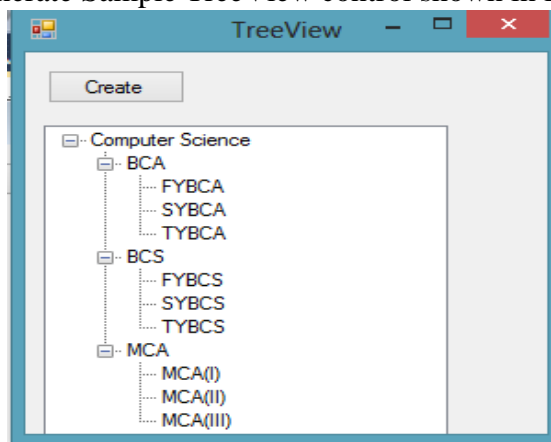 Sample TreeView control shown in
TreeView
Create
Computer Science
BCA
FYBCA
SYBCA
TYBCA
BCS
FYBCS
SYBCS
TYBCS
MCA
MCA(I)
MCA(II)
MCA(III)